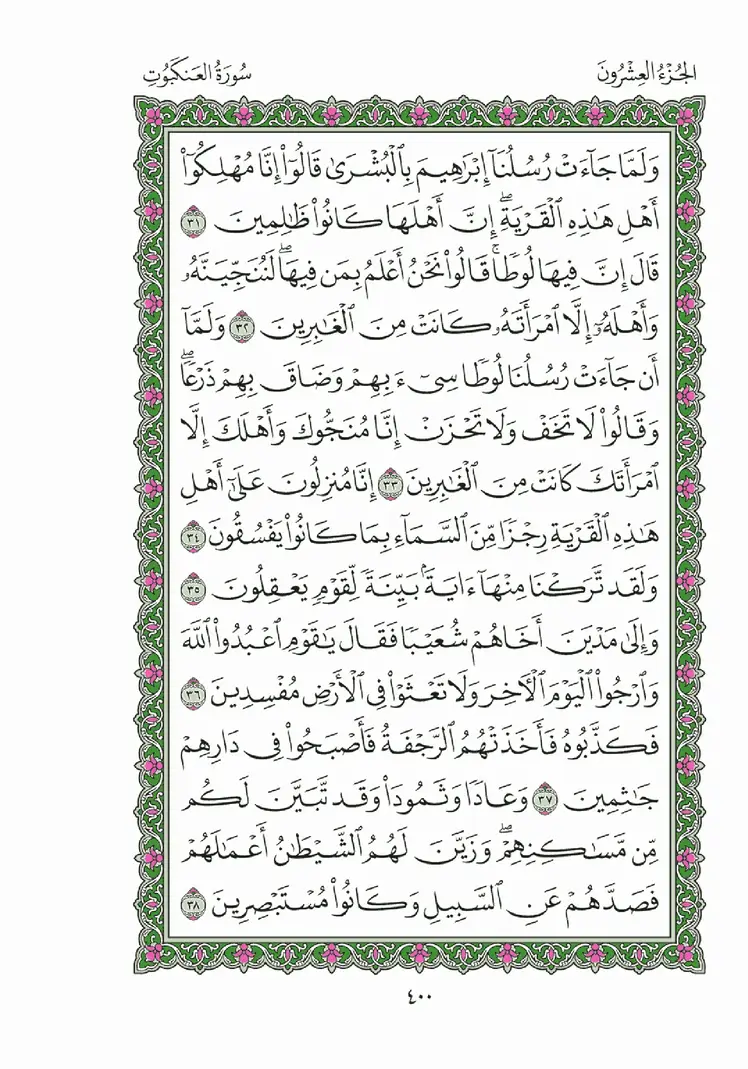 الجُزْءُ العِشْرُونَ
سُورَةُ العَنكَبُوتِ
وَلَمَّا جَآءَتْ رُسُلُنَآ إِبْرَٰهِيمَ بِٱلْبُشْرَىٰ قَالُوٓا۟ إِنَّا مُهْلِكُوٓا۟
أَهْلِ هَٰذِهِ ٱلْقَرْيَةِ ۖ إِنَّ أَهْلَهَا كَانُوا۟ ظَٰلِمِينَ ٣١
قَالَ إِنَّ فِيهَا لُوطًا ۚ قَالُوا۟ نَحْنُ أَعْلَمُ بِمَن فِيهَا ۖ لَنُنَجِّيَنَّهُۥ
وَأَهْلَهُۥٓ إِلَّا ٱمْرَأَتَهُۥ كَانَتْ مِنَ ٱلْغَٰبِرِينَ ٣٢ وَلَمَّآ
أَن جَآءَتْ رُسُلُنَا لُوطًا سِىٓءَ بِهِمْ وَضَاقَ بِهِمْ ذَرْعًا ۖ
وَقَالُوا۟ لَا تَخَفْ وَلَا تَحْزَنْ إِنَّا مُنَجُّوكَ وَأَهْلَكَ إِلَّا
ٱمْرَأَتَكَ كَانَتْ مِنَ ٱلْغَٰبِرِينَ ٣٣ إِنَّا مُنزِلُونَ عَلَىٰٓ أَهْلِ
هَٰذِهِ ٱلْقَرْيَةِ رِجْزًا مِّنَ ٱلسَّمَآءِ بِمَا كَانُوا۟ يَفْسُقُونَ ٣٤
وَلَقَد تَّرَكْنَا مِنْهَآ ءَايَةًۢ بَيِّنَةً لِّقَوْمٍ يَعْقِلُونَ ٣٥
وَإِلَىٰ مَدْيَنَ أَخَاهُمْ شُعَيْبًا فَقَالَ يَٰقَوْمِ ٱعْبُدُوا۟ ٱللَّهَ
وَٱرْجُوا۟ ٱلْيَوْمَ ٱلْءَاخِرَ وَلَا تَعْثَوْا۟ فِى ٱلْأَرْضِ مُفْسِدِينَ ٣٦
فَكَذَّبُوهُ فَأَخَذَتْهُمُ ٱلرَّجْفَةُ فَأَصْبَحُوا۟ فِى دَارِهِمْ
جَٰثِمِينَ ٣٧ وَعَادًا وَثَمُودَا۟ وَقَد تَّبَيَّنَ لَكُم
مِّن مَّسَٰكِنِهِمْ ۖ وَزَيَّنَ لَهُمُ ٱلشَّيْطَٰنُ أَعْمَٰلَهُمْ
فَصَدَّهُمْ عَنِ ٱلسَّبِيلِ وَكَانُوا۟ مُسْتَبْصِرِينَ ٣٨
٤٠٠